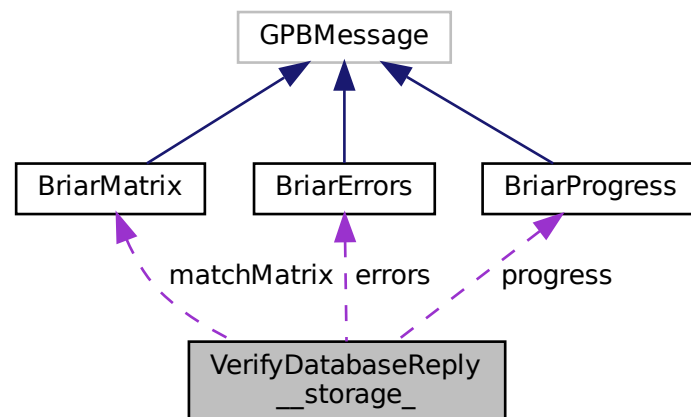 GPBMessage
BriarMatrix
BriarErrors
BriarProgress
matchMatrix
errors
progress
VerifyDatabaseReply
__storage_